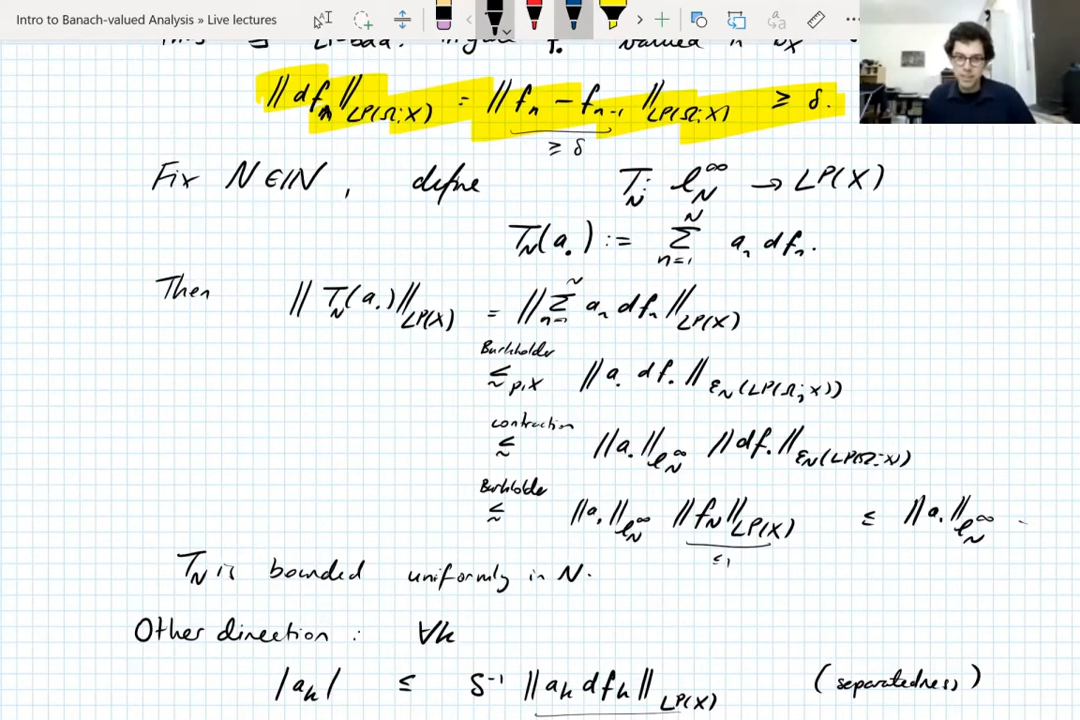 Intro to Banach-valued Analysis » Live lectures
‖df_n‖_{L^p(Ω;X)} = ‖f_n − f_{n-1}‖_{L^p(Ω;X)} ≥ δ.
≥ δ
Fix N∈ℕ, define T_N: ℓ^∞_N → L^p(X)
T_N(a.) := Σ_{n=1}^N a_n df_n.
Then ‖T_N(a.)‖_{L^p(X)} = ‖Σ_{n=1}^N a_n df_n‖_{L^p(X)}
Burkholder
≲_{p,X} ‖a. df.‖_{ε_N(L^p(Ω;X))}
contraction
≲ ‖a.‖_{ℓ^∞_N} ‖df.‖_{ε_N(L^p(Ω;X))}
Burkholder
≲ ‖a.‖_{ℓ^∞_N} ‖f_N‖_{L^p(X)} ≤ ‖a.‖_{ℓ^∞_N}.
≤1
T_N is bounded uniformly in N.
Other direction: ∀k
|a_k| ≤ δ^{-1} ‖a_k df_k‖_{L^p(X)} (separatedness)